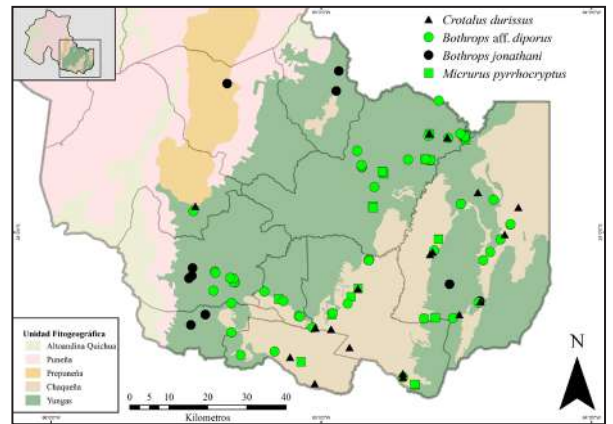 Crotalus durissus
Bothrops aff. diporus
Bothrops jonathani
Micrurus pyrrhocryptus
Unidad Fitogeográfica
Altoandina Quichua
Puneña
Prepuneña
Chaqueña
Yungas
0 5 10 20 30 40
Kilometros
N